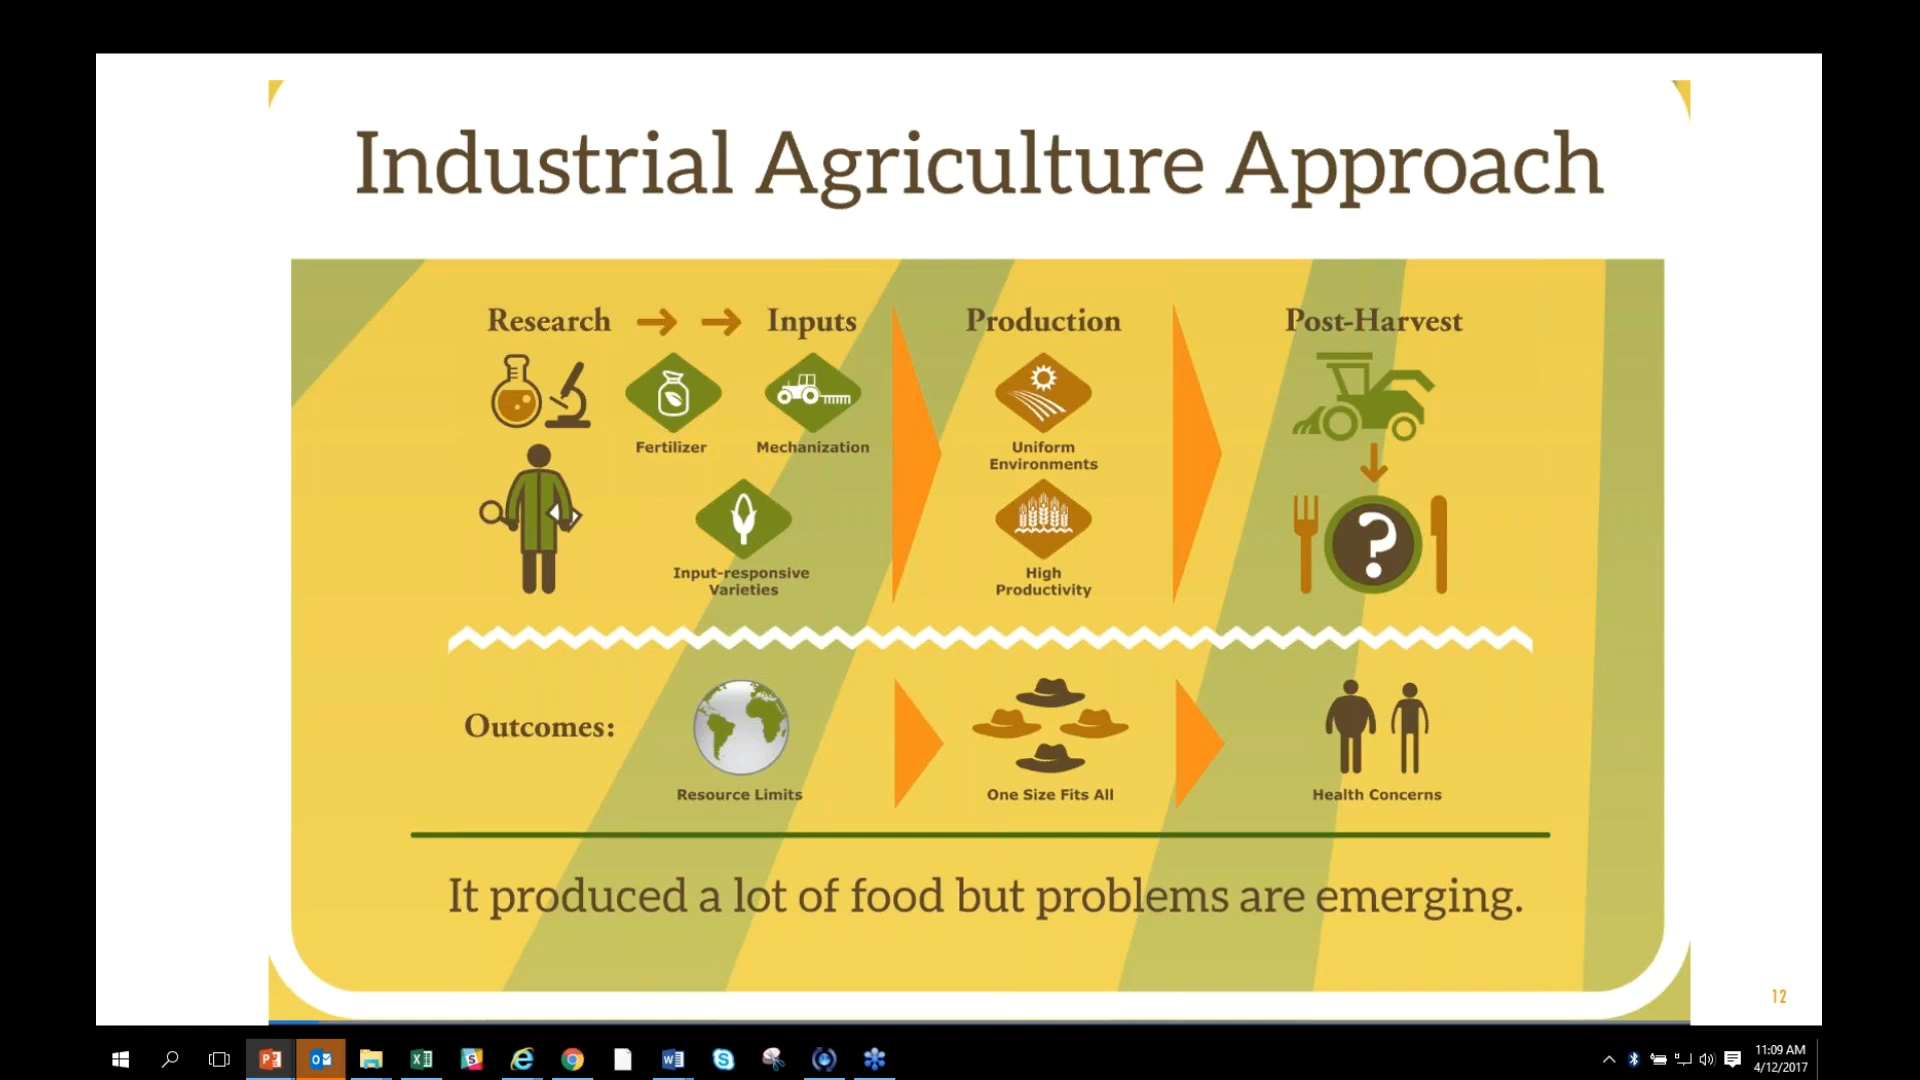 Industrial Agriculture Approach
Research
Inputs
Production
Post-Harvest
Fertilizer
Mechanization
Uniform
Environments
Input-responsive
Varieties
High
Productivity
?
Outcomes:
Resource Limits
One Size Fits All
Health Concerns
It produced a lot of food but problems are emerging.
12
11:09 AM
4/12/2017